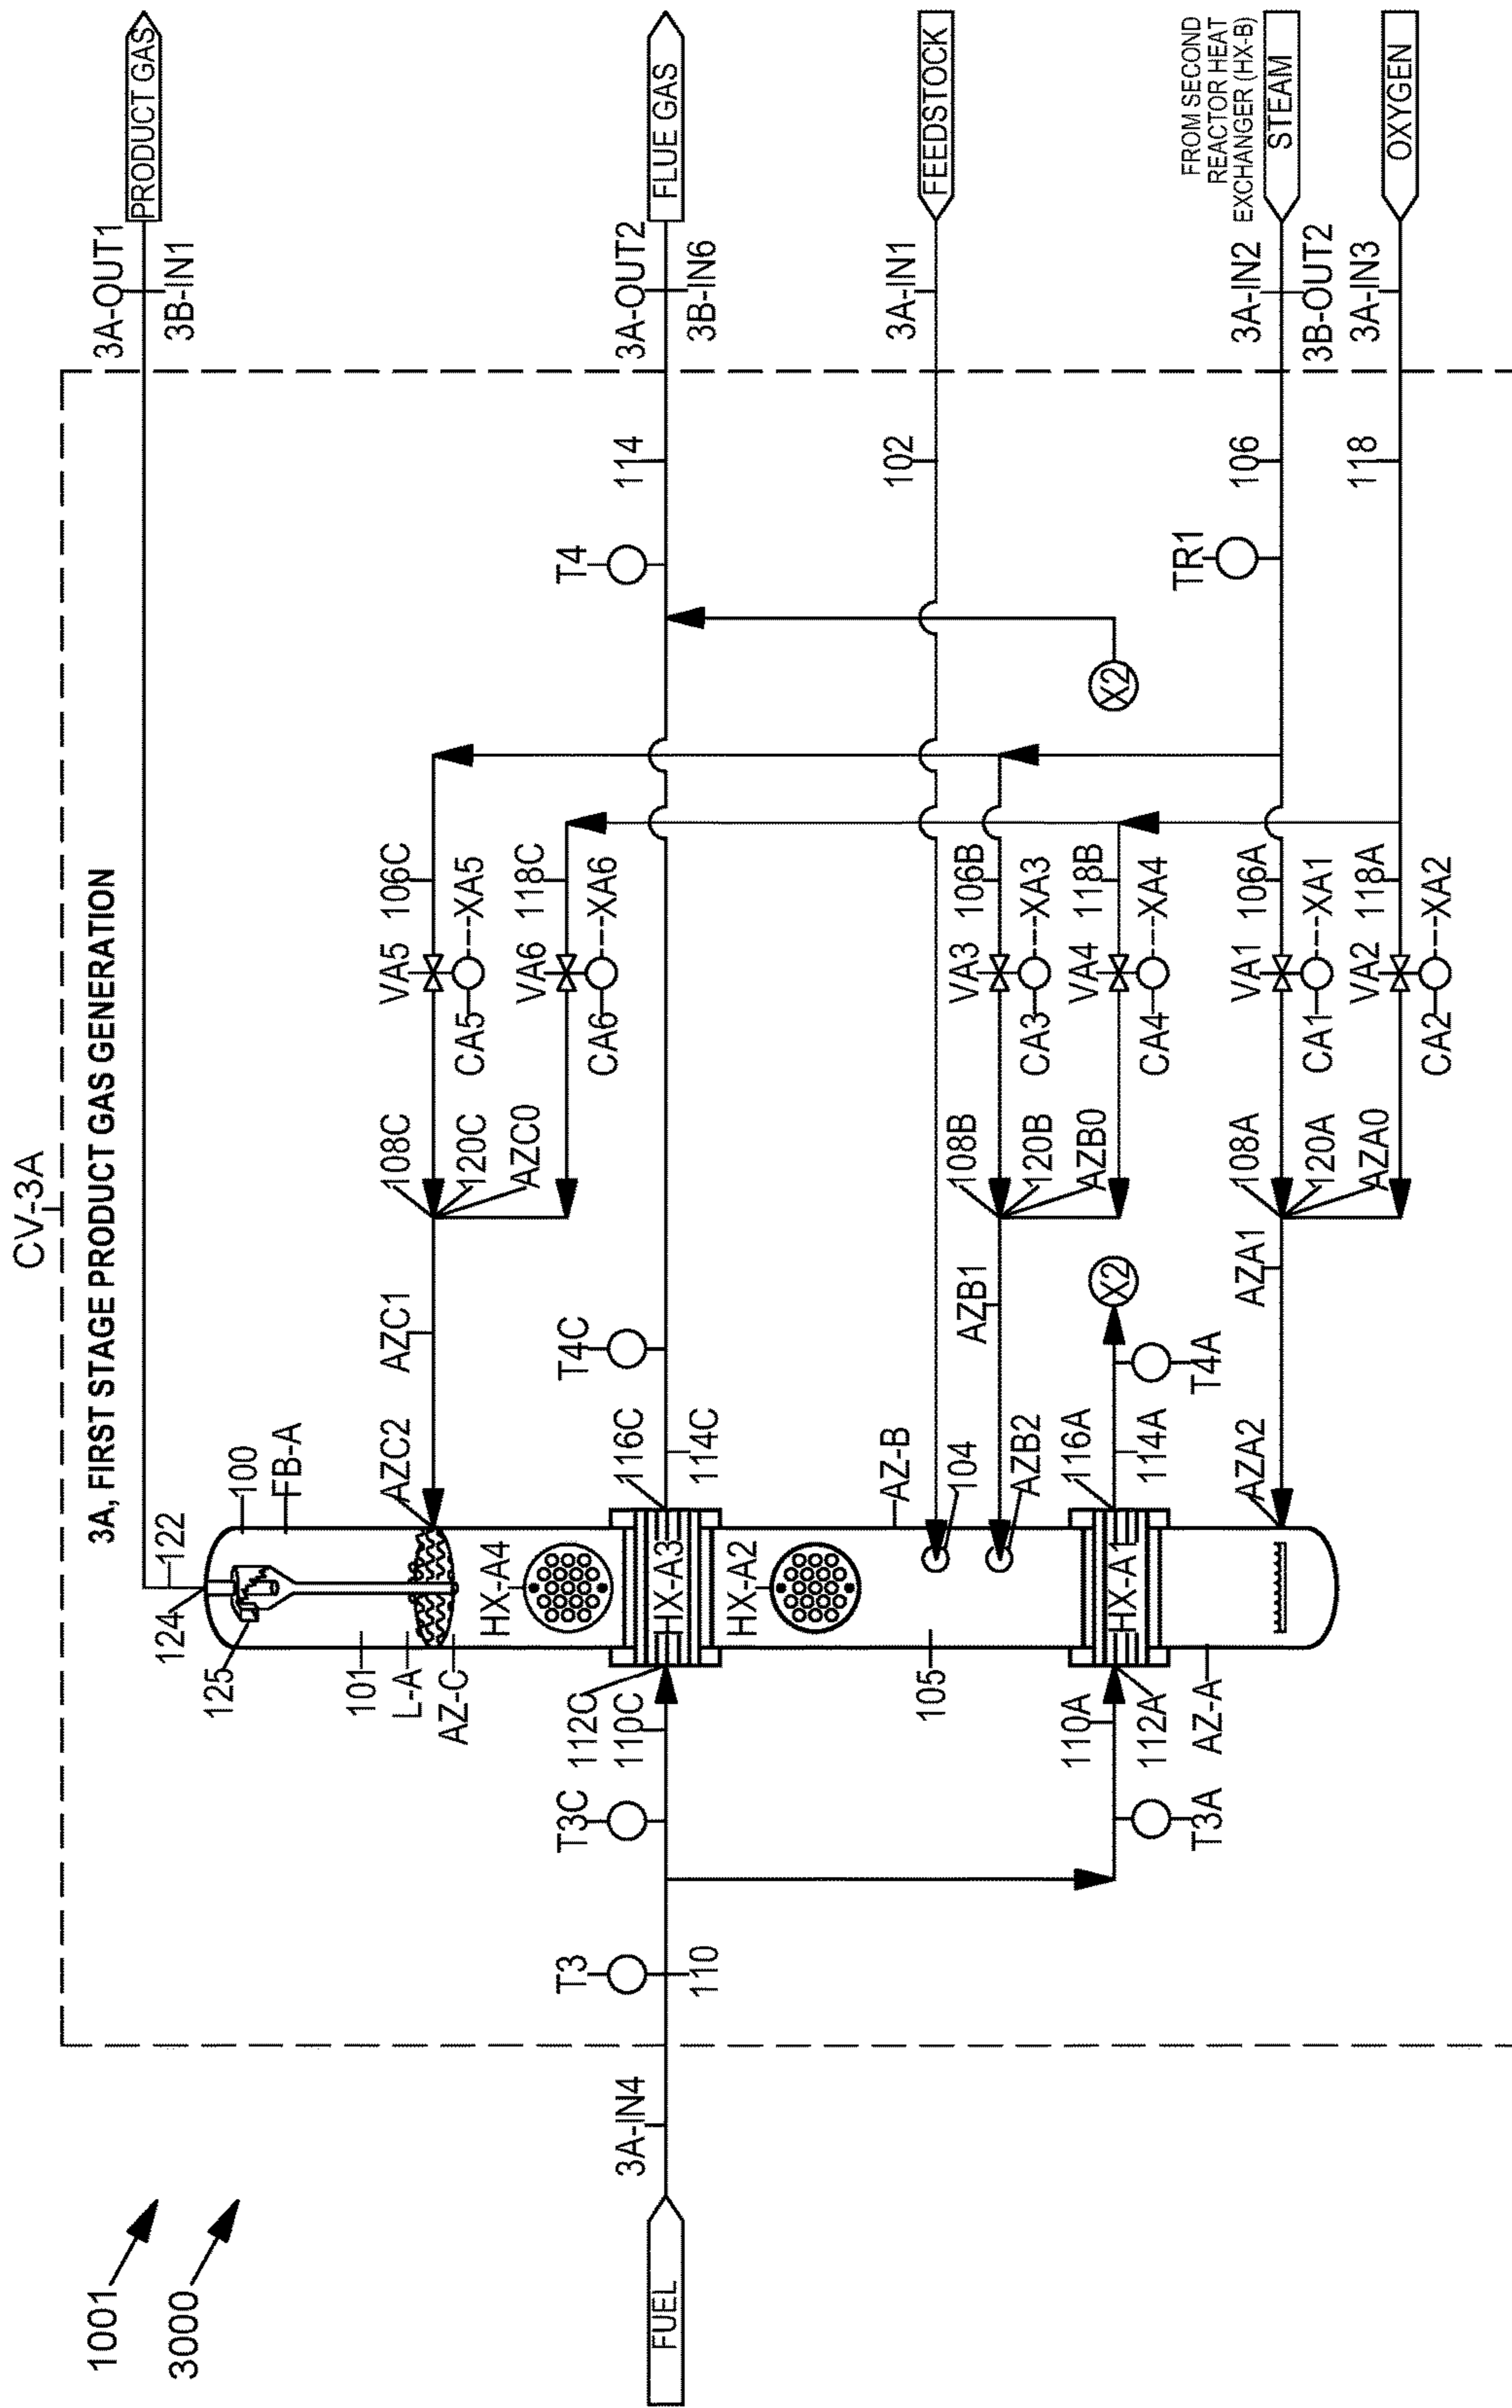 CV-3A
3A, FIRST STAGE PRODUCT GAS GENERATION
1001
3000
FUEL
3A-IN4
T3
110
T3C
T3A
112C
110C
110A
112A
AZ-A
124
122
125
100
FB-A
101
L-A
AZ-C
HX-A4
HX-A3
HX-A2
HX-A1
105
AZC2
AZC1
116C
114C
T4C
AZ-B
104
AZB2
AZB1
116A
114A
T4A
X2
AZA2
AZA1
108C
120C
AZC0
108B
120B
AZB0
108A
120A
AZA0
VA5
106C
CA5
XA5
VA6
118C
CA6
XA6
VA3
106B
CA3
XA3
VA4
118B
CA4
XA4
VA1
106A
CA1
XA1
VA2
118A
CA2
XA2
X2
T4
114
102
TR1
106
118
3A-OUT1
3B-IN1
PRODUCT GAS
3A-OUT2
3B-IN6
FLUE GAS
3A-IN1
FEEDSTOCK
3A-IN2
3B-OUT2
FROM SECOND
REACTOR HEAT
EXCHANGER (HX-B)
STEAM
3A-IN3
OXYGEN